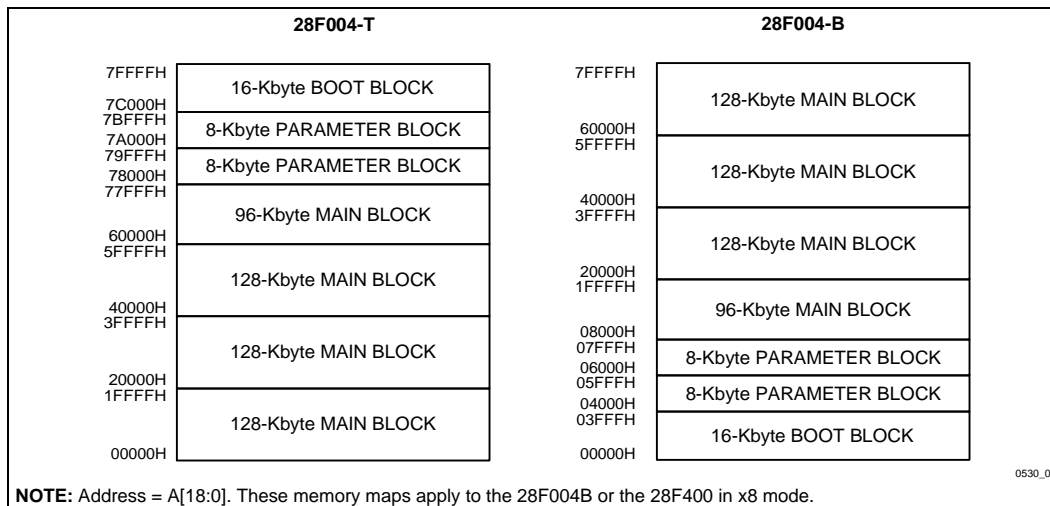 28F004-T
7FFFFH
16-Kbyte BOOT BLOCK
7C000H
7BFFFH
8-Kbyte PARAMETER BLOCK
7A000H
79FFFH
8-Kbyte PARAMETER BLOCK
78000H
77FFFH
96-Kbyte MAIN BLOCK
60000H
5FFFFH
128-Kbyte MAIN BLOCK
40000H
3FFFFH
128-Kbyte MAIN BLOCK
20000H
1FFFFH
128-Kbyte MAIN BLOCK
00000H
28F004-B
7FFFFH
128-Kbyte MAIN BLOCK
60000H
5FFFFH
128-Kbyte MAIN BLOCK
40000H
3FFFFH
128-Kbyte MAIN BLOCK
20000H
1FFFFH
96-Kbyte MAIN BLOCK
08000H
07FFFH
8-Kbyte PARAMETER BLOCK
06000H
05FFFH
8-Kbyte PARAMETER BLOCK
04000H
03FFFH
16-Kbyte BOOT BLOCK
00000H
0530_0
NOTE: Address = A[18:0]. These memory maps apply to the 28F004B or the 28F400 in x8 mode.